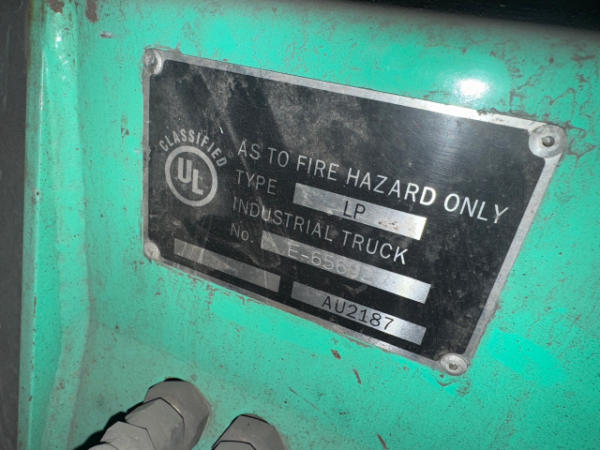 CLASSIFIED
UL
AS TO FIRE HAZARD ONLY
TYPE LP
INDUSTRIAL TRUCK
No.
AU2187